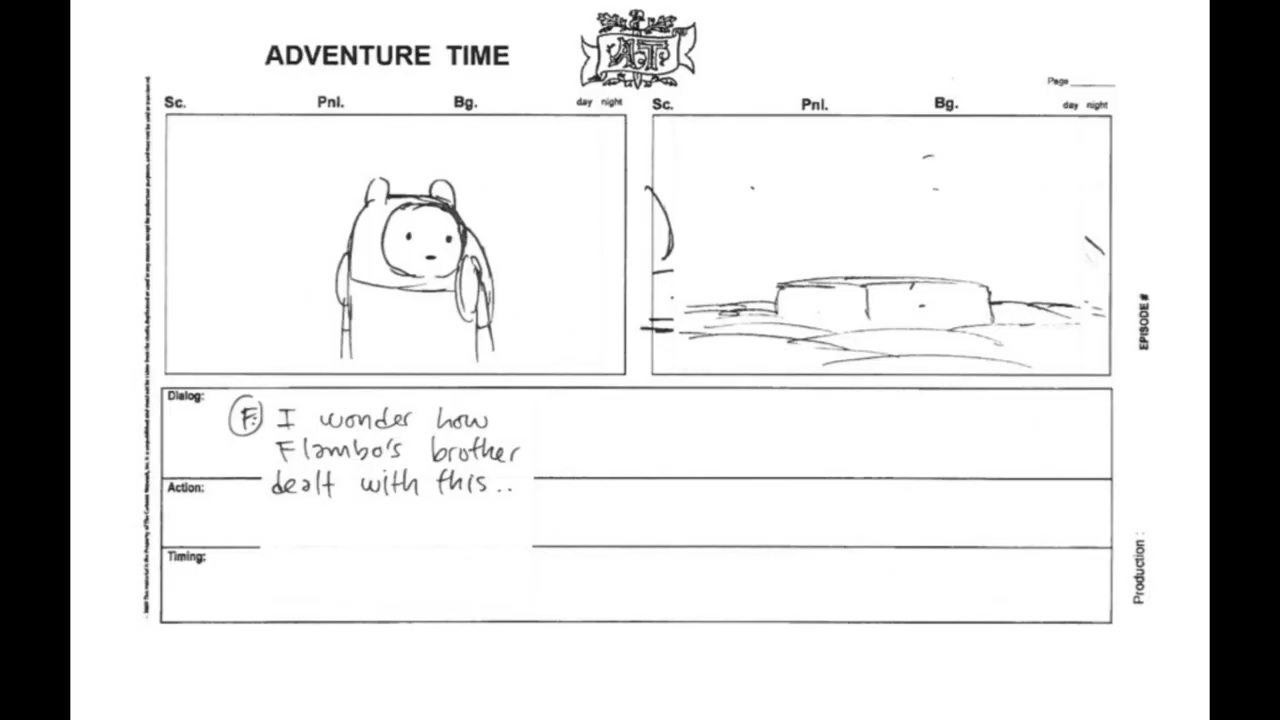 ADVENTURE TIME
AT
Page
Sc. Pnl. Bg. day night
Sc. Pnl. Bg. day night
Dialog:
F: I wonder how
Flambo's brother
dealt with this..
Action:
Timing:
EPISODE #
Production :